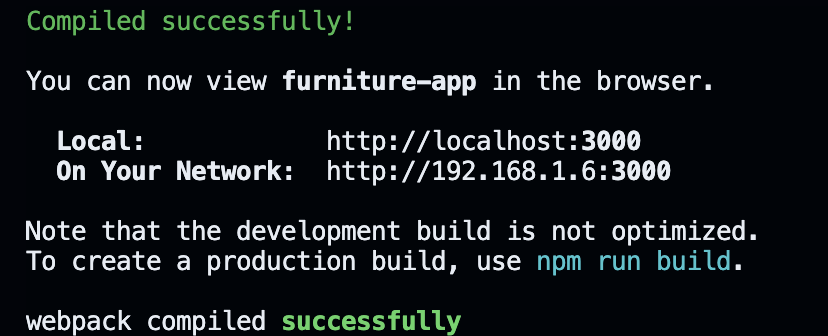 Compiled successfully!
You can now view furniture-app in the browser.
Local: http://localhost:3000
On Your Network: http://192.168.1.6:3000
Note that the development build is not optimized.
To create a production build, use npm run build.
webpack compiled successfully